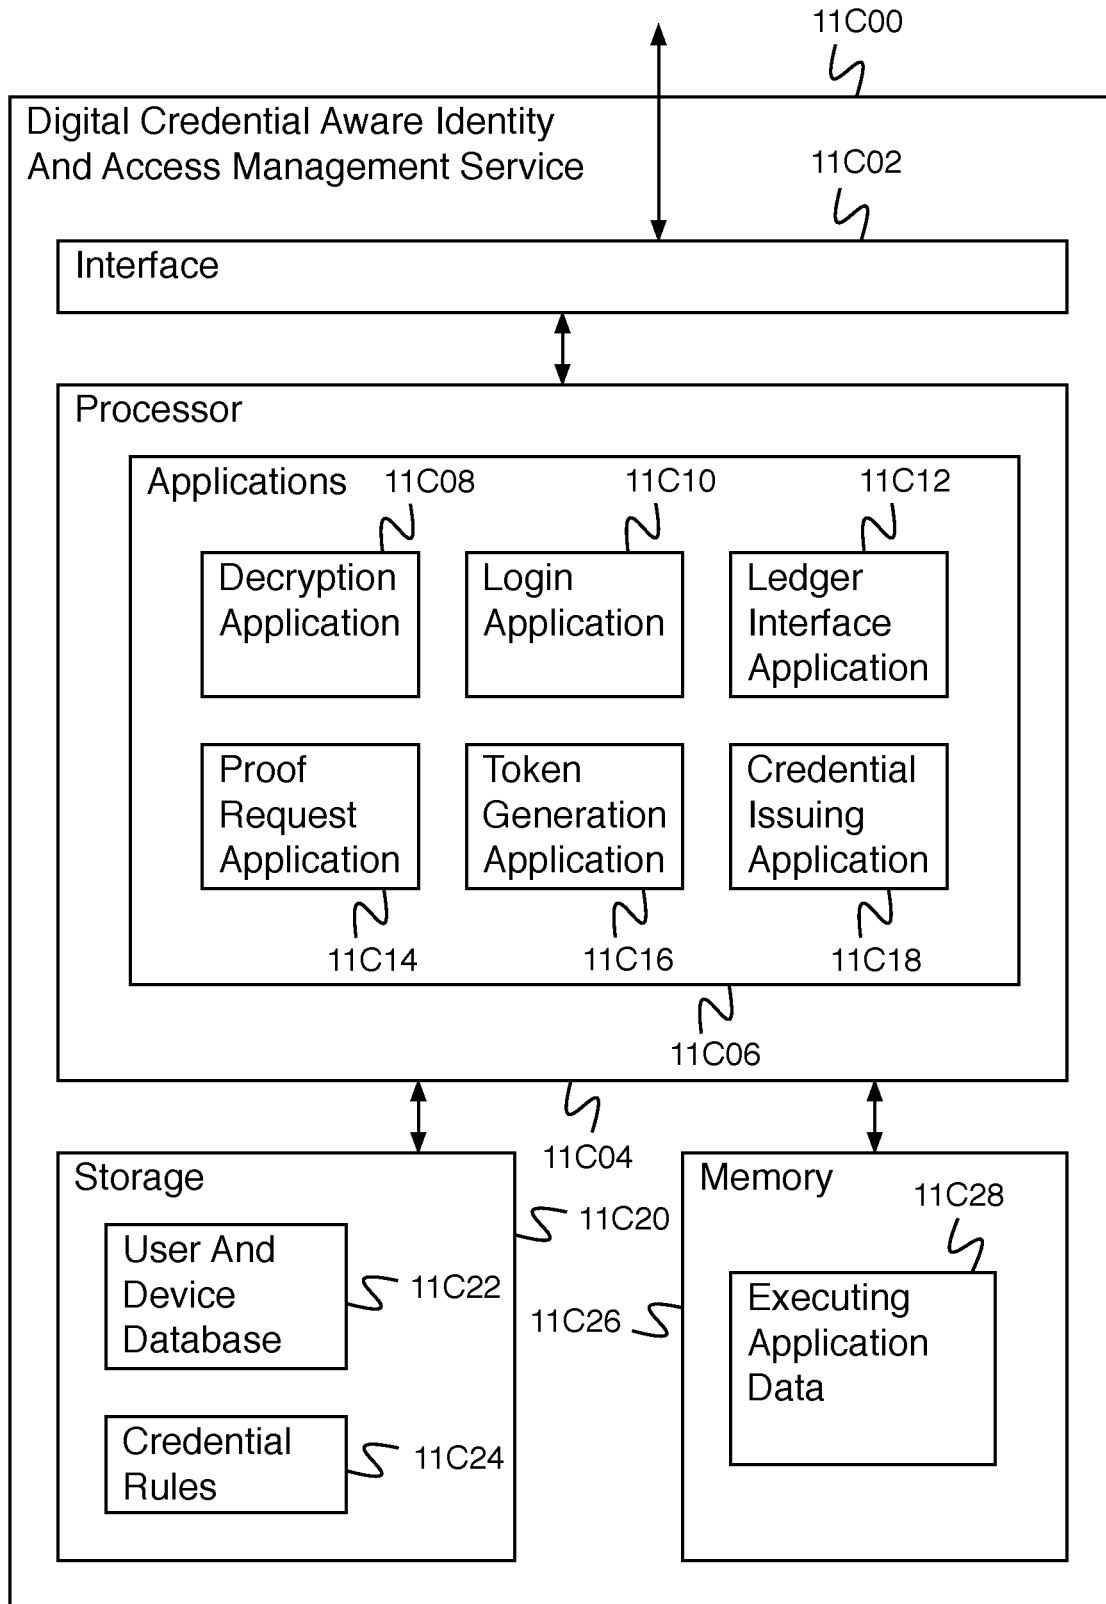 11C00
Digital Credential Aware Identity
And Access Management Service
11C02
Interface
Processor
Applications
11C08
11C10
11C12
Decryption
Application
Login
Application
Ledger
Interface
Application
Proof
Request
Application
Token
Generation
Application
Credential
Issuing
Application
11C14
11C16
11C18
11C06
11C04
Storage
11C20
User And
Device
Database
11C22
Credential
Rules
11C24
Memory
11C28
11C26
Executing
Application
Data